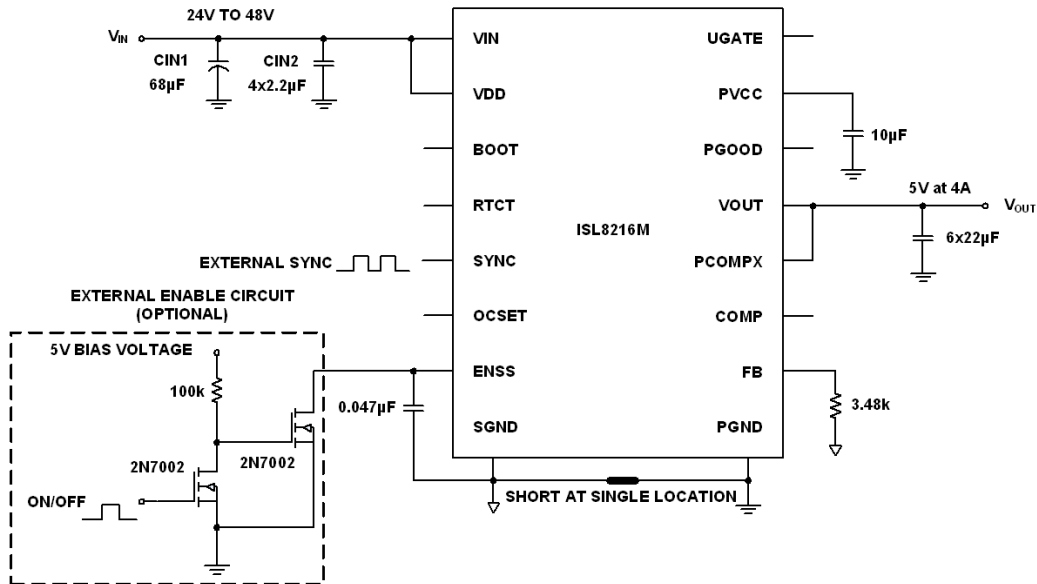 24V TO 48V
VIN
CIN1
68µF
CIN2
4x2.2µF
VIN
VDD
BOOT
RTCT
SYNC
OCSET
ENSS
SGND
ISL8216M
UGATE
PVCC
PGOOD
VOUT
PCOMPX
COMP
FB
PGND
10µF
5V at 4A
VOUT
6x22µF
3.48k
EXTERNAL SYNC
EXTERNAL ENABLE CIRCUIT
(OPTIONAL)
5V BIAS VOLTAGE
100k
0.047µF
2N7002
2N7002
ON/OFF
SHORT AT SINGLE LOCATION